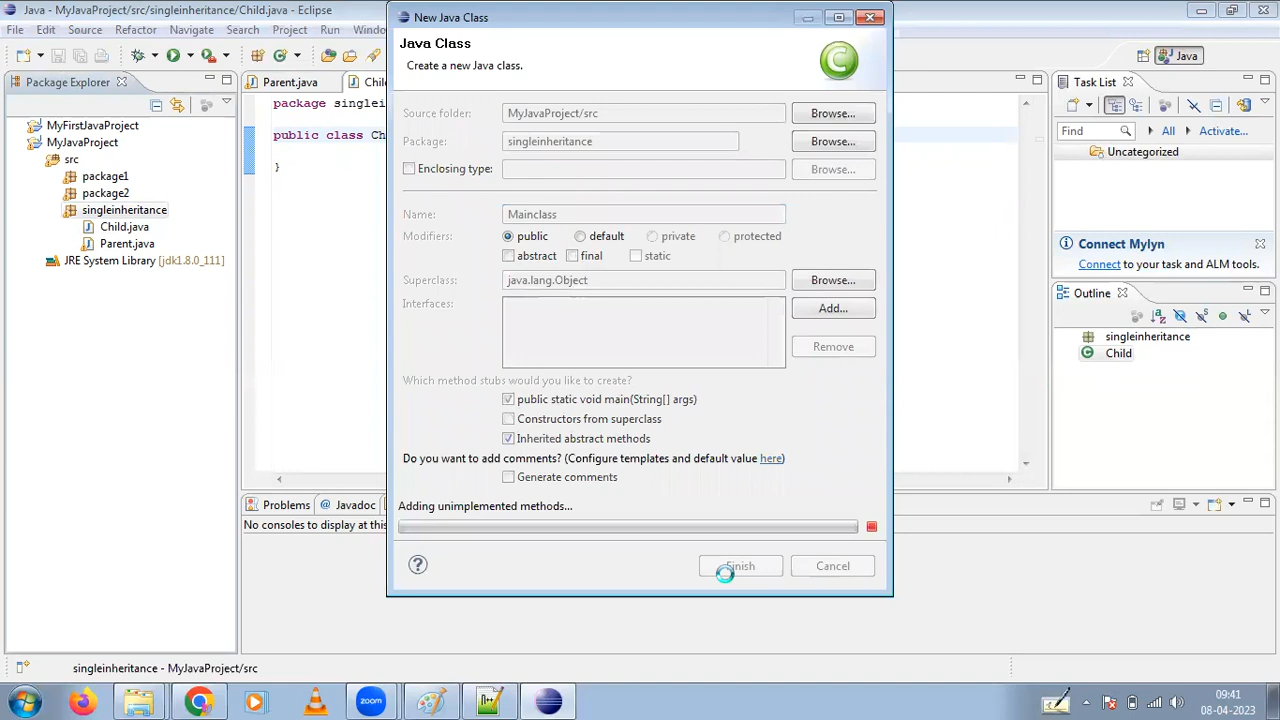 Java - MyJavaProject/src/singleinheritance/Child.java - Eclipse
File Edit Source Refactor Navigate Search Project Run Window
Java
Package Explorer
MyFirstJavaProject
MyJavaProject
src
package1
package2
singleinheritance
Child.java
Parent.java
JRE System Library [jdk1.8.0_111]
Parent.java
package singlei
public class Ch
}
New Java Class
Java Class
Create a new Java class.
Source folder: MyJavaProject/src Browse...
Package: singleinheritance Browse...
Enclosing type: Browse...
Name: Mainclass
Modifiers: public default private protected
abstract final static
Superclass: java.lang.Object Browse...
Interfaces: Add...
Remove
Which method stubs would you like to create?
public static void main(String[] args)
Constructors from superclass
Inherited abstract methods
Do you want to add comments? (Configure templates and default value here)
Generate comments
Adding unimplemented methods...
Finish Cancel
Task List
Find All Activate...
Uncategorized
Connect Mylyn
Connect to your task and ALM tools.
Outline
singleinheritance
Child
Problems Javadoc
No consoles to display at this
singleinheritance - MyJavaProject/src
zoom
09:41
08-04-2023